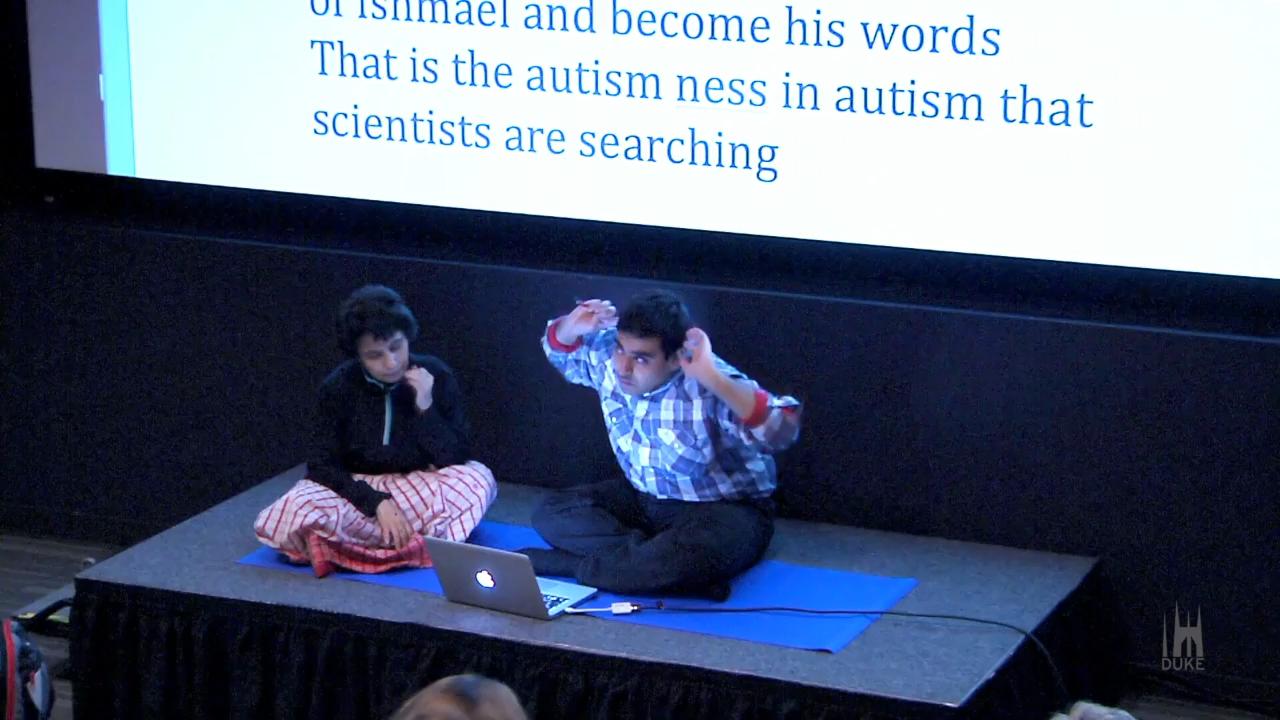 of Ishmael and become his words
That is the autism ness in autism that
scientists are searching
DUKE